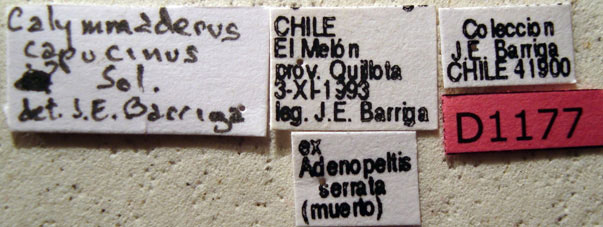 Calymmaderus
capucinus
Sol.
det. J.E. Barriga
CHILE
El Melón
prov. Quillota
3-XI-1993
leg. J.E. Barriga
ex
Adenopeltis
serrata
(muerto)
Coleccion
J.E. Barriga
CHILE 41900
D1177